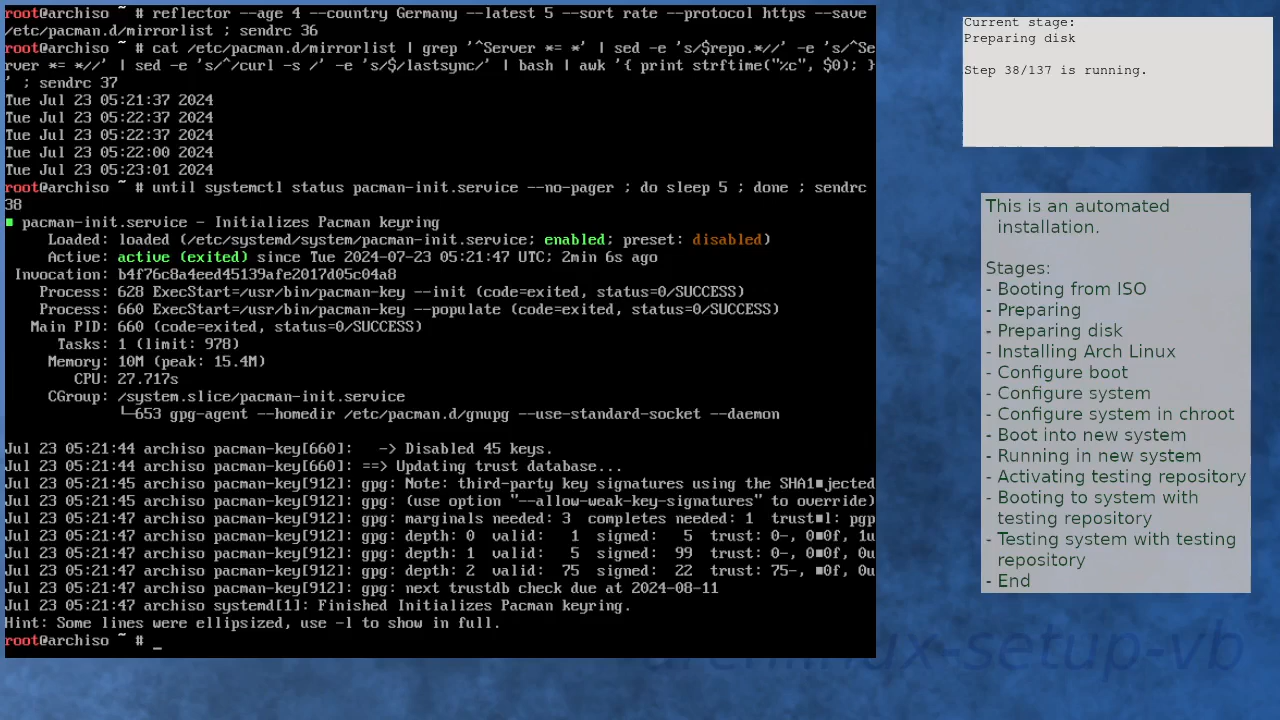 root@archiso ~ # reflector --age 4 --country Germany --latest 5 --sort rate --protocol https --save
/etc/pacman.d/mirrorlist ; sendrc 36
root@archiso ~ # cat /etc/pacman.d/mirrorlist | grep '^Server *= *' | sed -e 's/$repo.*//' -e 's/^Se
rver *= *//' | sed -e 's/^/curl -s /' -e 's/$/lastsync/' | bash | awk '{ print strftime("%c", $0); }
' ; sendrc 37
Tue Jul 23 05:21:37 2024
Tue Jul 23 05:22:37 2024
Tue Jul 23 05:22:37 2024
Tue Jul 23 05:22:00 2024
Tue Jul 23 05:23:01 2024
root@archiso ~ # until systemctl status pacman-init.service --no-pager ; do sleep 5 ; done ; sendrc
38
■ pacman-init.service - Initializes Pacman keyring
Loaded: loaded (/etc/systemd/system/pacman-init.service; enabled; preset: disabled)
Active: active (exited) since Tue 2024-07-23 05:21:47 UTC; 2min 6s ago
Invocation: b4f76c8a4eed45139afe2017d05c04a8
Process: 628 ExecStart=/usr/bin/pacman-key --init (code=exited, status=0/SUCCESS)
Process: 660 ExecStart=/usr/bin/pacman-key --populate (code=exited, status=0/SUCCESS)
Main PID: 660 (code=exited, status=0/SUCCESS)
Tasks: 1 (limit: 978)
Memory: 10M (peak: 15.4M)
CPU: 27.717s
CGroup: /system.slice/pacman-init.service
└─653 gpg-agent --homedir /etc/pacman.d/gnupg --use-standard-socket --daemon
Jul 23 05:21:44 archiso pacman-key[660]:   -> Disabled 45 keys.
Jul 23 05:21:44 archiso pacman-key[660]: ==> Updating trust database...
Jul 23 05:21:45 archiso pacman-key[912]: gpg: Note: third-party key signatures using the SHA1■jected
Jul 23 05:21:45 archiso pacman-key[912]: gpg: (use option "--allow-weak-key-signatures" to override)
Jul 23 05:21:47 archiso pacman-key[912]: gpg: marginals needed: 3  completes needed: 1  trust■l: pgp
Jul 23 05:21:47 archiso pacman-key[912]: gpg: depth: 0  valid:   1  signed:   5  trust: 0-, 0■0f, 1u
Jul 23 05:21:47 archiso pacman-key[912]: gpg: depth: 1  valid:   5  signed:  99  trust: 0-, 0■0f, 0u
Jul 23 05:21:47 archiso pacman-key[912]: gpg: depth: 2  valid:  75  signed:  22  trust: 75-, ■0f, 0u
Jul 23 05:21:47 archiso pacman-key[912]: gpg: next trustdb check due at 2024-08-11
Jul 23 05:21:47 archiso systemd[1]: Finished Initializes Pacman keyring.
Hint: Some lines were ellipsized, use -l to show in full.
root@archiso ~ # _
Current stage:
Preparing disk
Step 38/137 is running.
This is an automated
installation.
Stages:
- Booting from ISO
- Preparing
- Preparing disk
- Installing Arch Linux
- Configure boot
- Configure system
- Configure system in chroot
- Boot into new system
- Running in new system
- Activating testing repository
- Booting to system with
testing repository
- Testing system with testing
repository
- End
linux-setup-vb